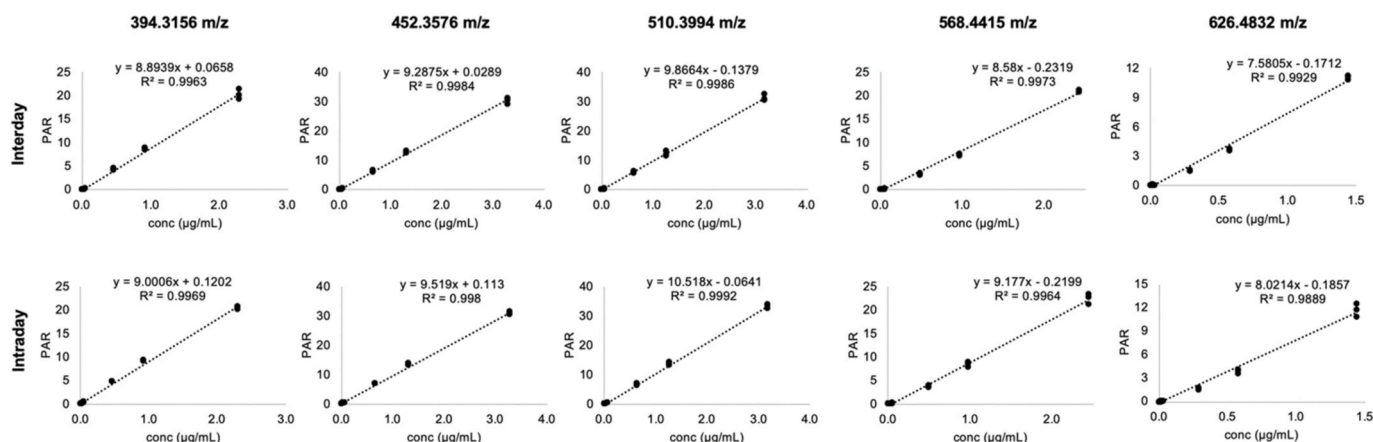 394.3156 m/z
452.3576 m/z
510.3994 m/z
568.4415 m/z
626.4832 m/z
Interday
y = 8.8939x + 0.0658
R² = 0.9963
25
20
15
10
5
0
PAR
0.0 1.0 2.0 3.0
conc (µg/mL)
y = 9.2875x + 0.0289
R² = 0.9984
40
30
20
10
0
PAR
0.0 1.0 2.0 3.0 4.0
conc (µg/mL)
y = 9.8664x - 0.1379
R² = 0.9986
40
30
20
10
0
PAR
0.0 1.0 2.0 3.0 4.0
conc (µg/mL)
y = 8.58x - 0.2319
R² = 0.9973
25
20
15
10
5
0
PAR
0.0 1.0 2.0
conc (µg/mL)
y = 7.5805x - 0.1712
R² = 0.9929
12
9
6
3
0
PAR
0.0 0.5 1.0 1.5
conc (µg/mL)
Intraday
y = 9.0006x + 0.1202
R² = 0.9969
25
20
15
10
5
0
PAR
0.0 1.0 2.0 3.0
conc (µg/mL)
y = 9.519x + 0.113
R² = 0.998
40
30
20
10
0
PAR
0.0 1.0 2.0 3.0 4.0
conc (µg/mL)
y = 10.518x - 0.0641
R² = 0.9992
40
30
20
10
0
PAR
0.0 1.0 2.0 3.0 4.0
conc (µg/mL)
y = 9.177x - 0.2199
R² = 0.9964
25
20
15
10
5
0
PAR
0.0 1.0 2.0
conc (µg/mL)
y = 8.0214x - 0.1857
R² = 0.9889
15
12
9
6
3
0
PAR
0.0 0.5 1.0 1.5
conc (µg/mL)